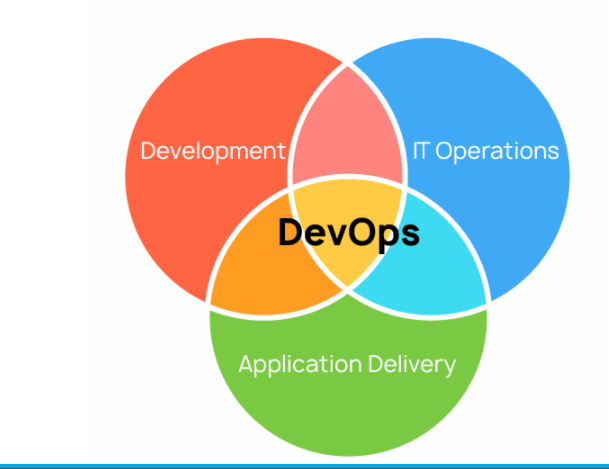 Development
IT Operations
DevOps
Application Delivery